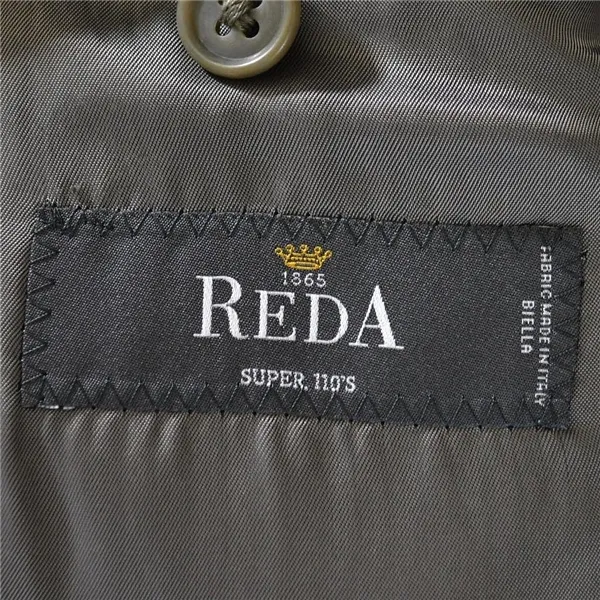 1865
REDA
SUPER. 110'S
FABRIC MADE IN ITALY
BIELLA